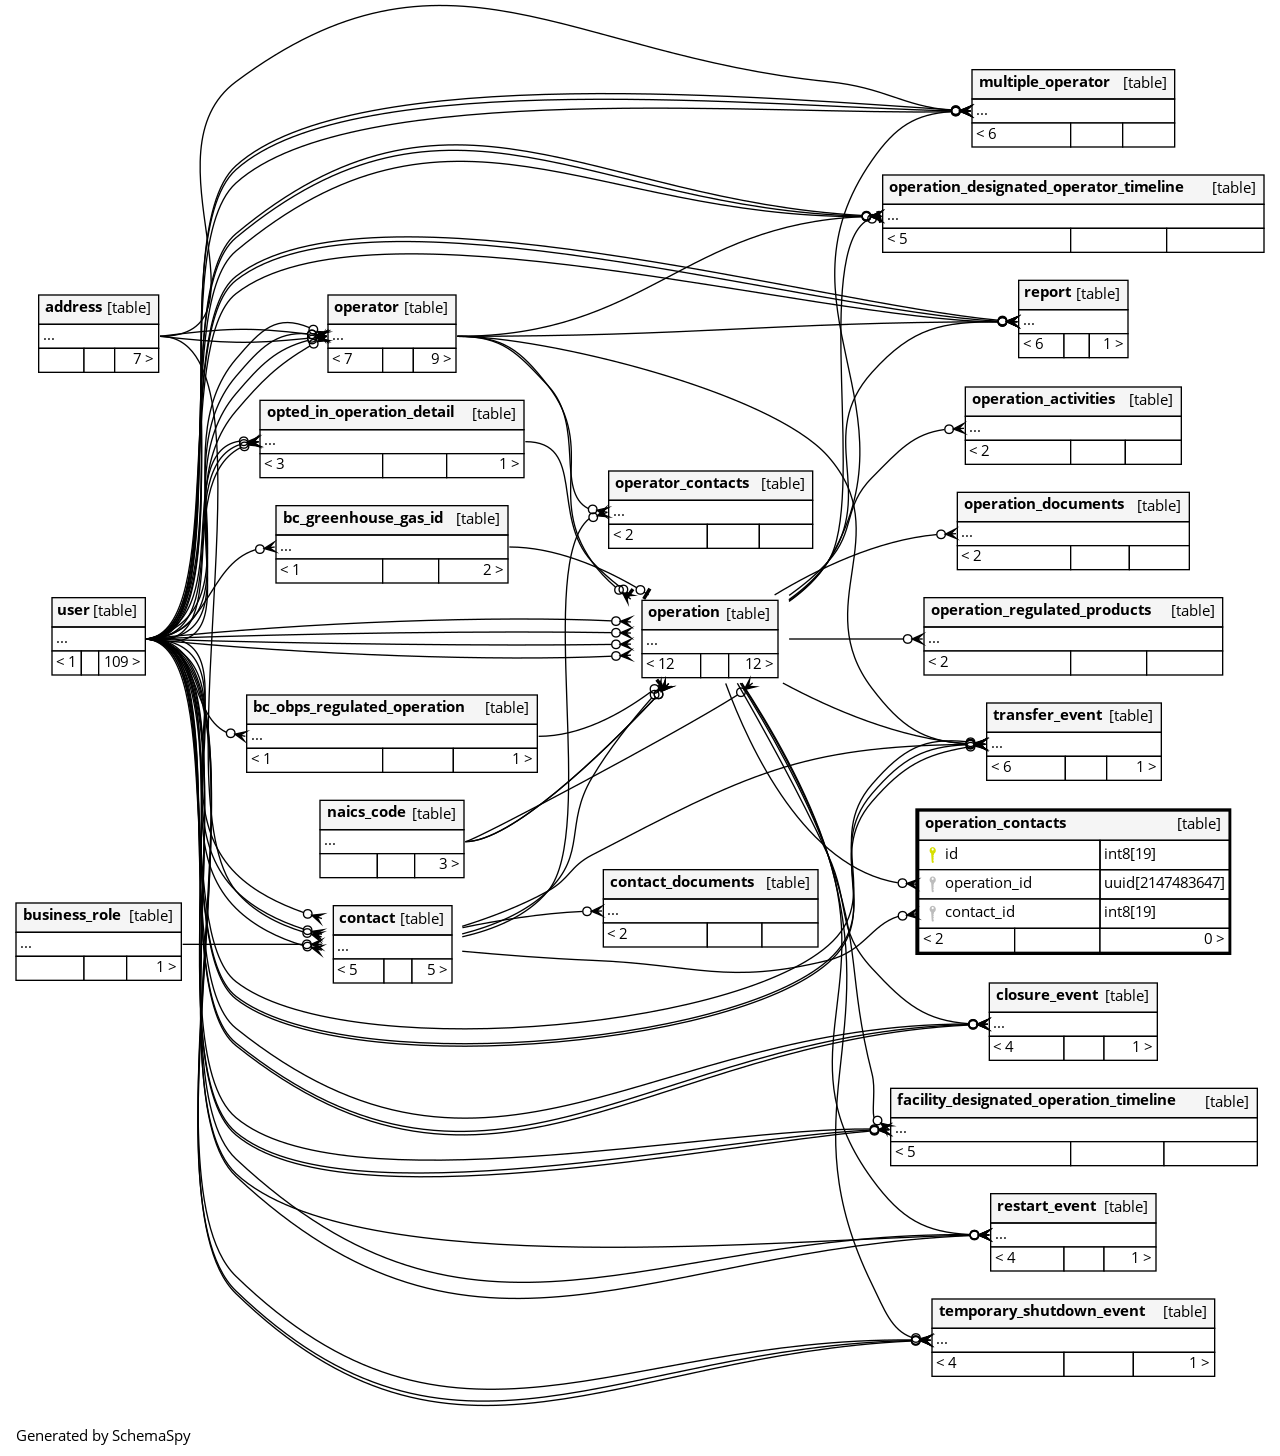 multiple_operator [table]
...
< 6
operation_designated_operator_timeline [table]
...
< 5
report [table]
...
< 6 1 >
address [table]
...
7 >
operator [table]
...
< 7 9 >
operation_activities [table]
...
< 2
opted_in_operation_detail [table]
...
< 3 1 >
operator_contacts [table]
...
< 2
operation_documents [table]
...
< 2
bc_greenhouse_gas_id [table]
...
< 1 2 >
user [table]
...
< 1 109 >
operation [table]
...
< 12 12 >
operation_regulated_products [table]
...
< 2
bc_obps_regulated_operation [table]
...
< 1 1 >
transfer_event [table]
...
< 6 1 >
naics_code [table]
...
3 >
operation_contacts [table]
id int8[19]
operation_id uuid[2147483647]
contact_id int8[19]
< 2 0 >
contact_documents [table]
...
< 2
business_role [table]
...
1 >
contact [table]
...
< 5 5 >
closure_event [table]
...
< 4 1 >
facility_designated_operation_timeline [table]
...
< 5
restart_event [table]
...
< 4 1 >
temporary_shutdown_event [table]
...
< 4 1 >
Generated by SchemaSpy